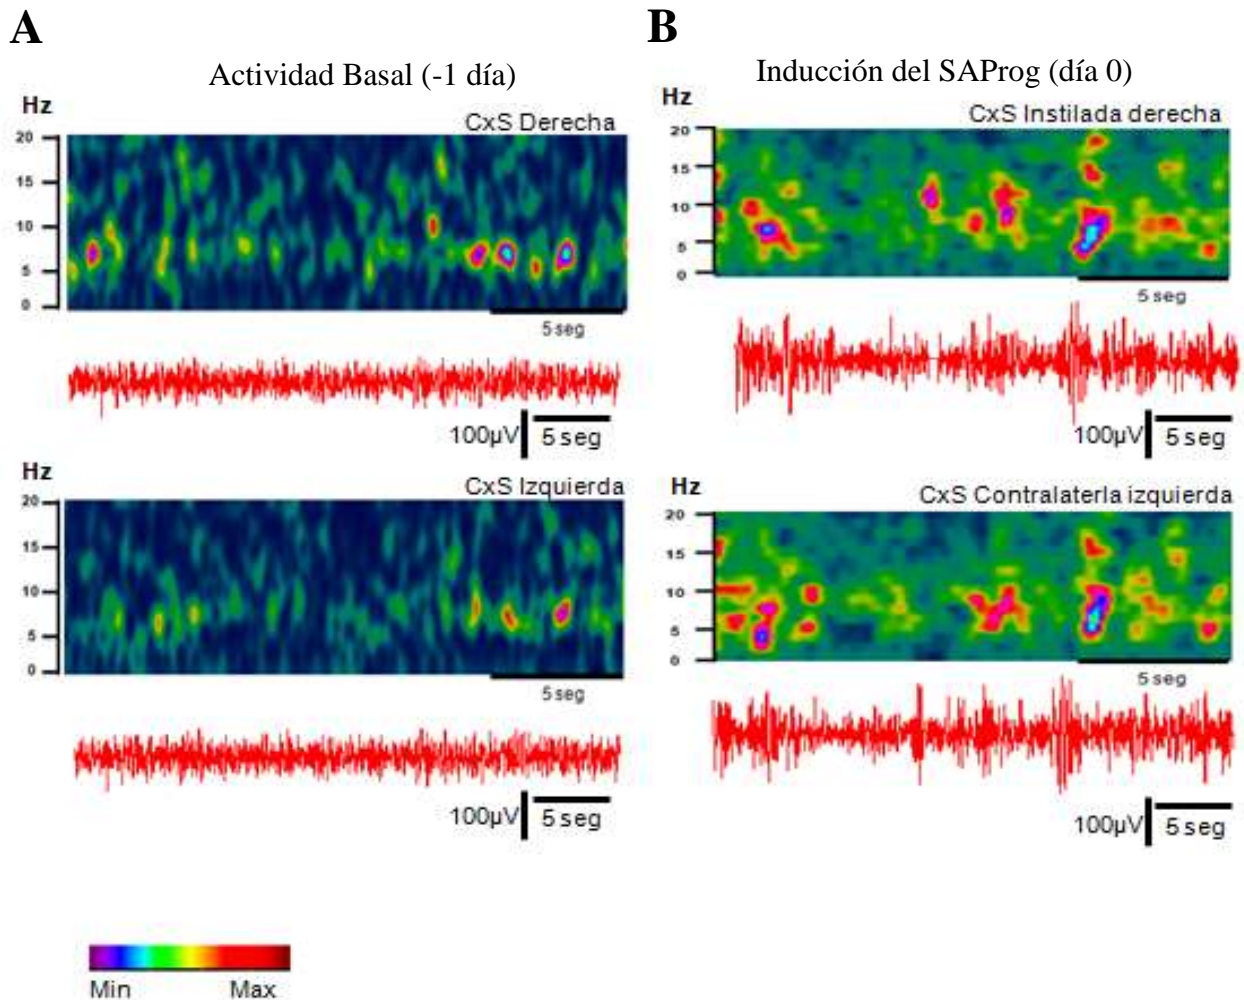 A
Actividad Basal (-1 día)
Hz
CxS Derecha
20
15
10
5
0
5 seg
100µV
5 seg
Hz
CxS Izquierda
20
15
10
5
0
5 seg
100µV
5 seg
B
Inducción del SAProg (día 0)
Hz
CxS Instilada derecha
20
15
10
5
0
5 seg
100µV
5 seg
Hz
CxS Contralaterla izquierda
20
15
10
5
0
5 seg
100µV
5 seg
Min Max